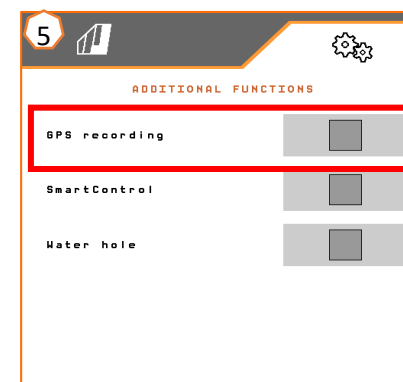 5
ADDITIONAL FUNCTIONS
GPS recording
SmartControl
Water hole